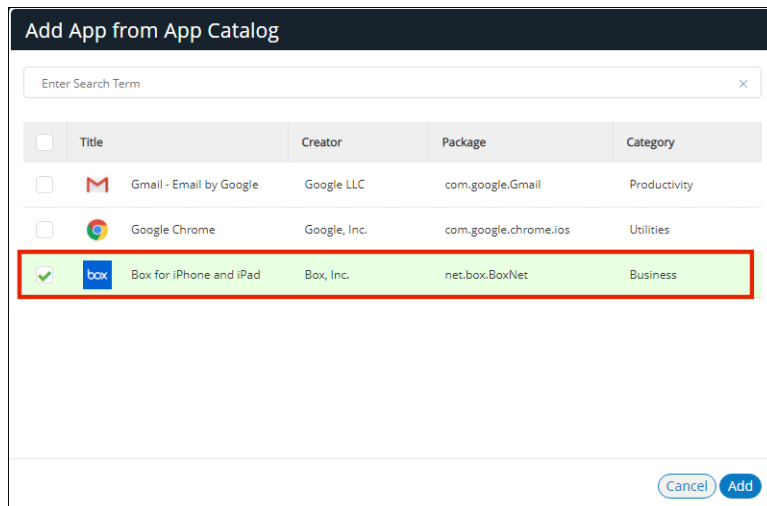 Add App from App Catalog
Enter Search Term
Title Creator Package Category
Gmail - Email by Google Google LLC com.google.Gmail Productivity
Google Chrome Google, Inc. com.google.chrome.ios Utilities
box Box for iPhone and iPad Box, Inc. net.box.BoxNet Business
Cancel Add